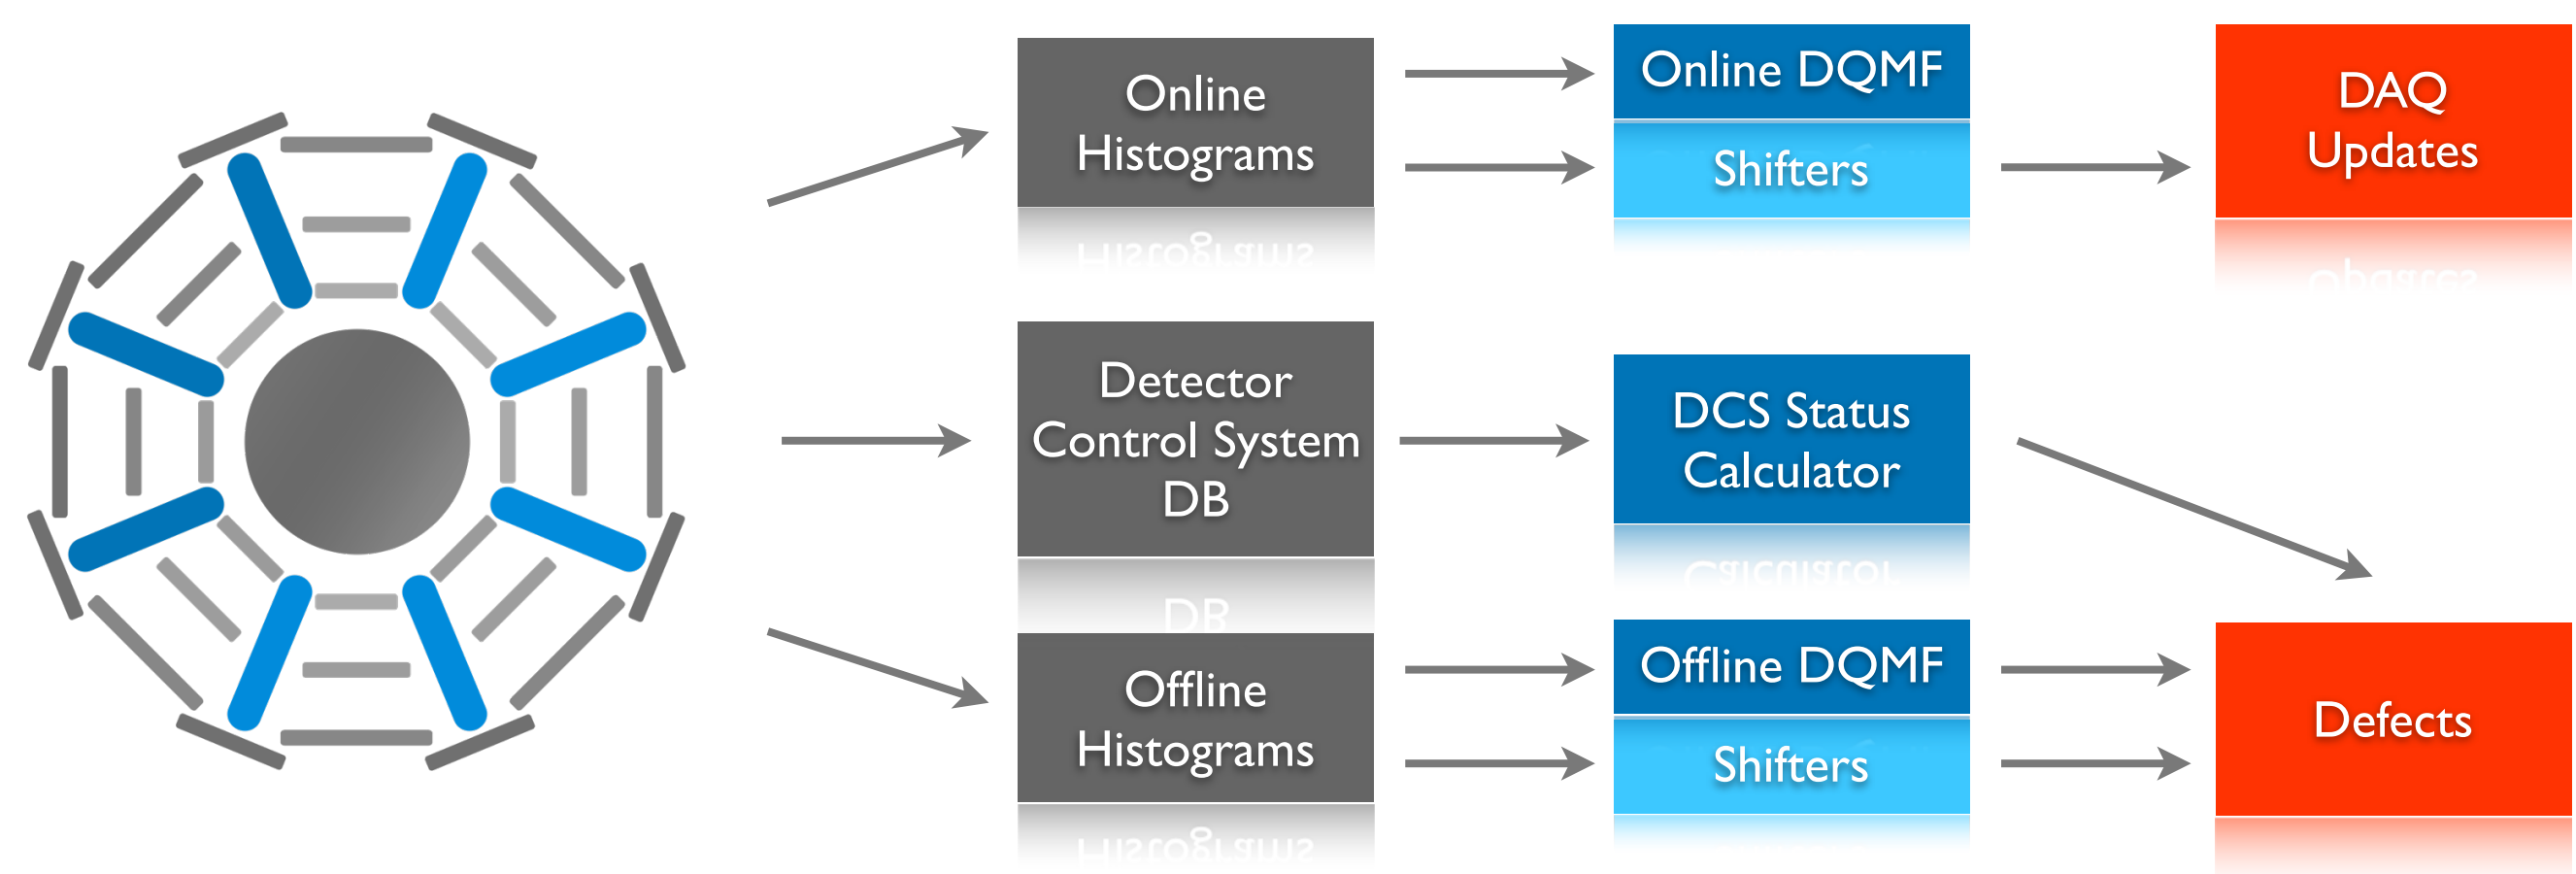 Online
Histograms
Online DQMF
Shifters
DAQ
Updates
Detector
Control System
DB
DCS Status
Calculator
Offline
Histograms
Offline DQMF
Shifters
Defects